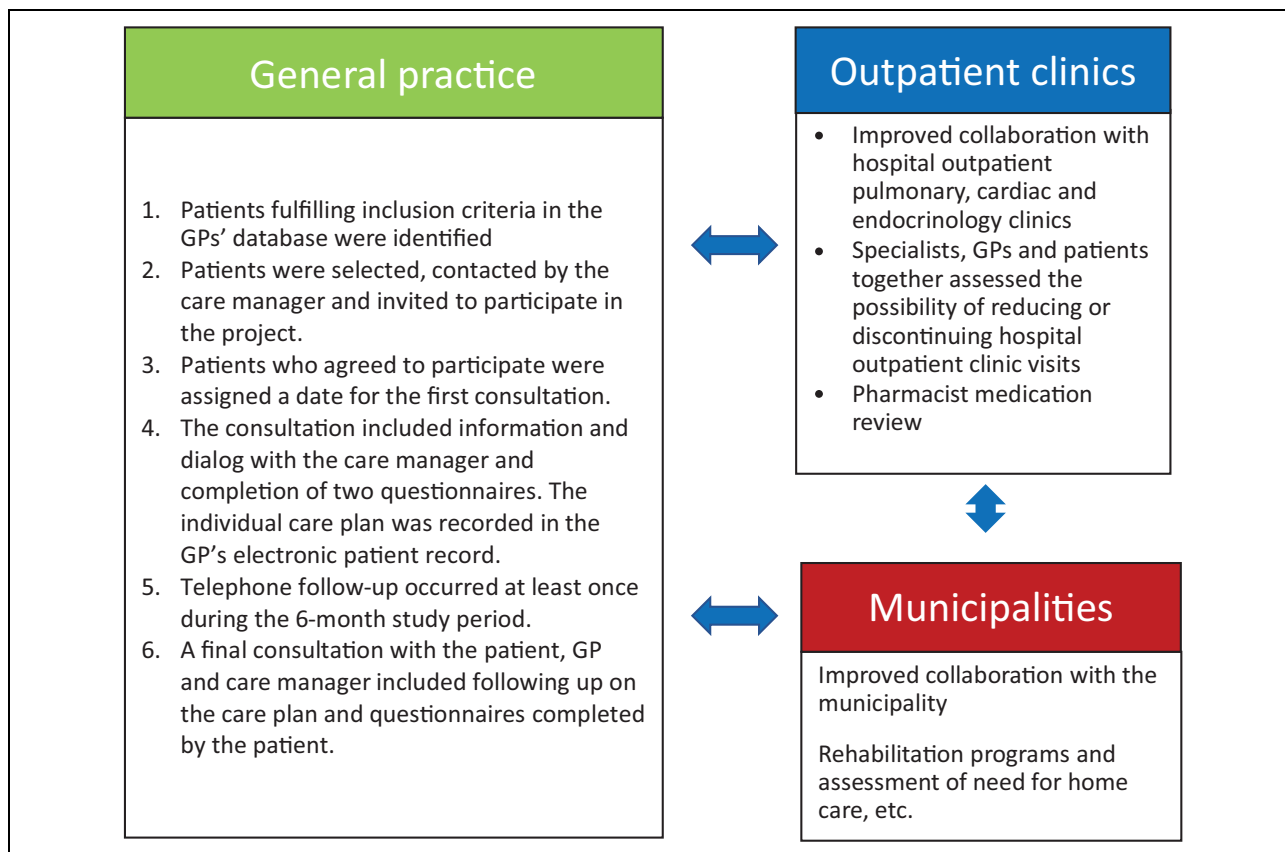 General practice
1. Patients fulfilling inclusion criteria in the
GPs' database were identified
2. Patients were selected, contacted by the
care manager and invited to participate in
the project.
3. Patients who agreed to participate were
assigned a date for the first consultation.
4. The consultation included information and
dialog with the care manager and
completion of two questionnaires. The
individual care plan was recorded in the
GP's electronic patient record.
5. Telephone follow-up occurred at least once
during the 6-month study period.
6. A final consultation with the patient, GP
and care manager included following up on
the care plan and questionnaires completed
by the patient.
Outpatient clinics
• Improved collaboration with
hospital outpatient
pulmonary, cardiac and
endocrinology clinics
• Specialists, GPs and patients
together assessed the
possibility of reducing or
discontinuing hospital
outpatient clinic visits
• Pharmacist medication
review
Municipalities
Improved collaboration with the
municipality
Rehabilitation programs and
assessment of need for home
care, etc.